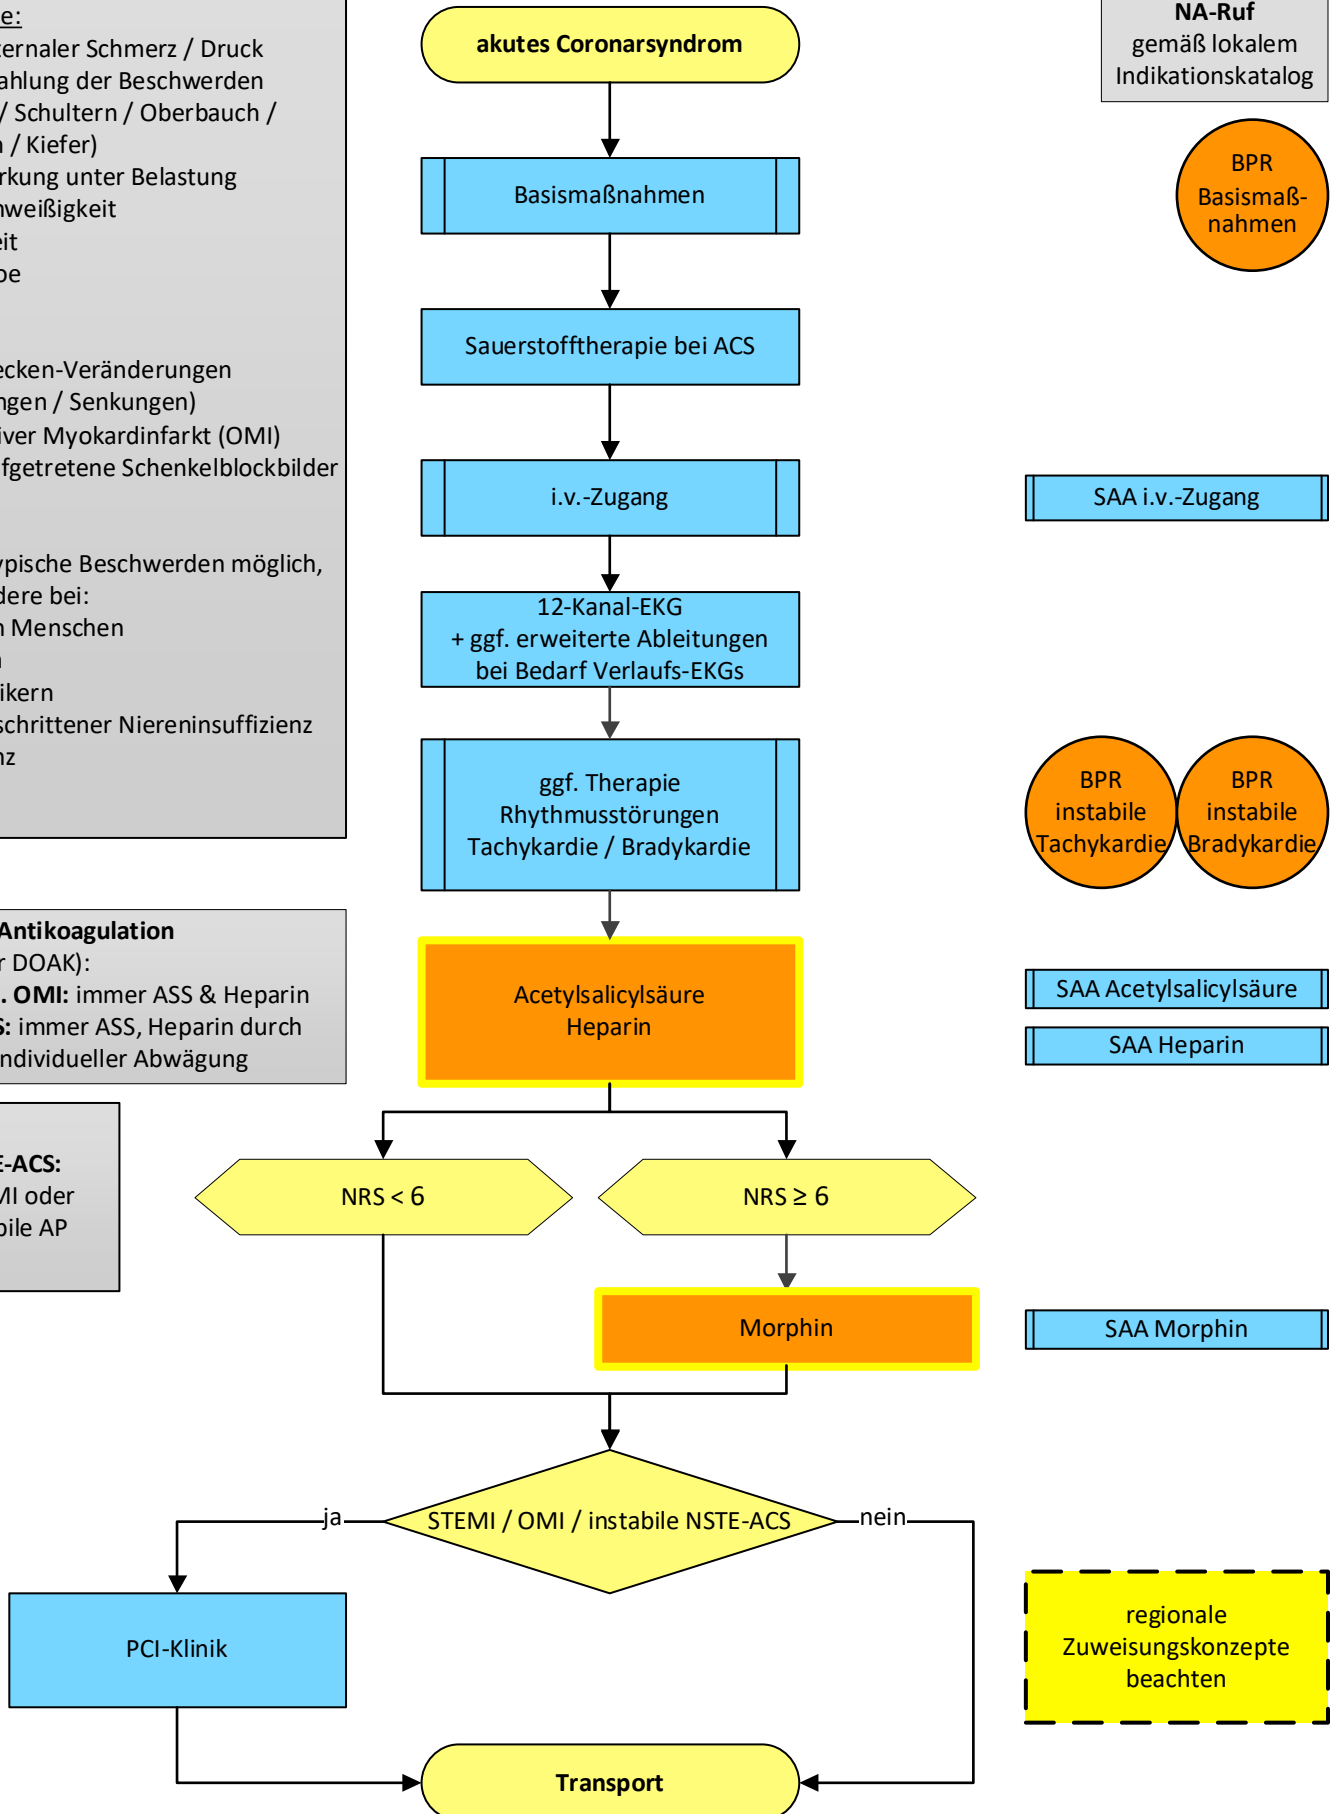 e:
ternaler Schmerz / Druck
ahlung der Beschwerden
/ Schultern / Oberbauch /
/ Kiefer)
rkung unter Belastung
nweißigkeit
eit
be
ecken-Veränderungen
ngen / Senkungen)
iver Myokardinfarkt (OMI)
fgetretene Schenkelblockbilder
ypische Beschwerden möglich,
dere bei:
n Menschen
n
ikern
schrittener Niereninsuffizienz
nz
Antikoagulation
r DOAK):
. OMI: immer ASS & Heparin
S: immer ASS, Heparin durch
individueller Abwägung
E-ACS:
MI oder
bile AP
akutes Coronarsyndrom
Basismaßnahmen
Sauerstofftherapie bei ACS
i.v.-Zugang
12-Kanal-EKG
+ ggf. erweiterte Ableitungen
bei Bedarf Verlaufs-EKGs
ggf. Therapie
Rhythmusstörungen
Tachykardie / Bradykardie
Acetylsalicylsäure
Heparin
NRS < 6
NRS ≥ 6
Morphin
STEMI / OMI / instabile NSTE-ACS
ja
nein
PCI-Klinik
Transport
NA-Ruf
gemäß lokalem
Indikationskatalog
BPR
Basismaß-
nahmen
SAA i.v.-Zugang
BPR
instabile
Tachykardie
BPR
instabile
Bradykardie
SAA Acetylsalicylsäure
SAA Heparin
SAA Morphin
regionale
Zuweisungskonzepte
beachten